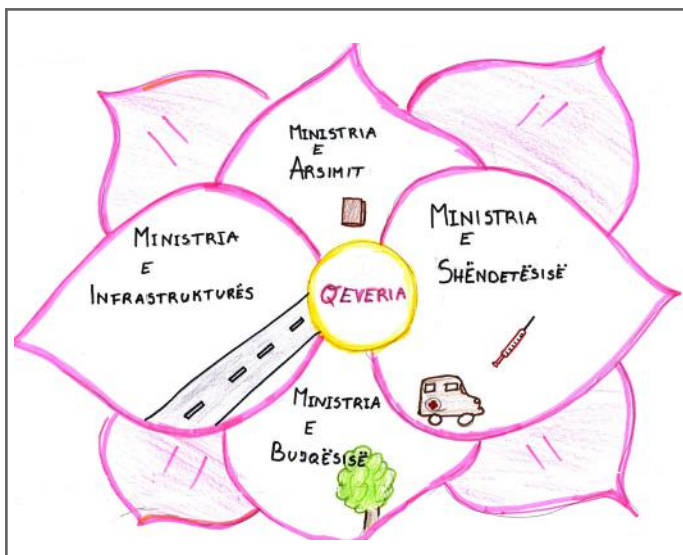 MINISTRIA
E
ARSIMIT
MINISTRIA
E
SHËNDETËSISË
MINISTRIA
E
INFRASTRUKTURËS
QEVERIA
MINISTRIA
E
BUJQËSISË